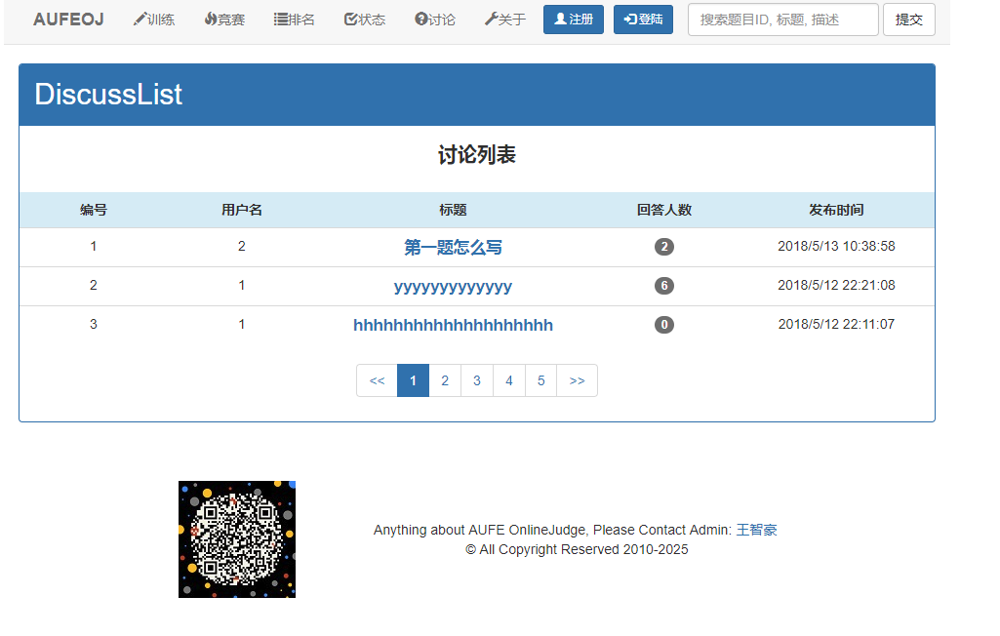 AUFEOJ 训练 竞赛 排名 状态 讨论 关于 注册 登陆 搜索题目ID, 标题, 描述 提交
DiscussList
讨论列表
编号 用户名 标题 回答人数 发布时间
1 2 第一题怎么写 2 2018/5/13 10:38:58
2 1 yyyyyyyyyyyyy 6 2018/5/12 22:21:08
3 1 hhhhhhhhhhhhhhhhhhhh 0 2018/5/12 22:11:07
<< 1 2 3 4 5 >>
Anything about AUFE OnlineJudge, Please Contact Admin: 王智豪
© All Copyright Reserved 2010-2025